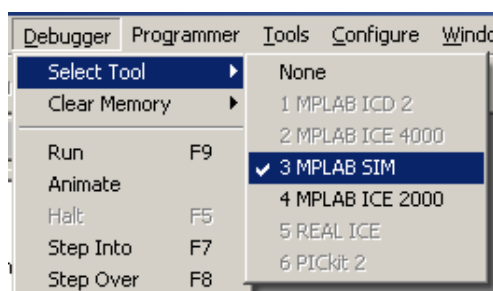 Debugger Programmer Tools Configure
Select Tool
Clear Memory
Run F9
Animate
Halt F5
Step Into F7
Step Over F8
None
1 MPLAB ICD 2
2 MPLAB ICE 4000
3 MPLAB SIM
4 MPLAB ICE 2000
5 REAL ICE
6 PICkit 2